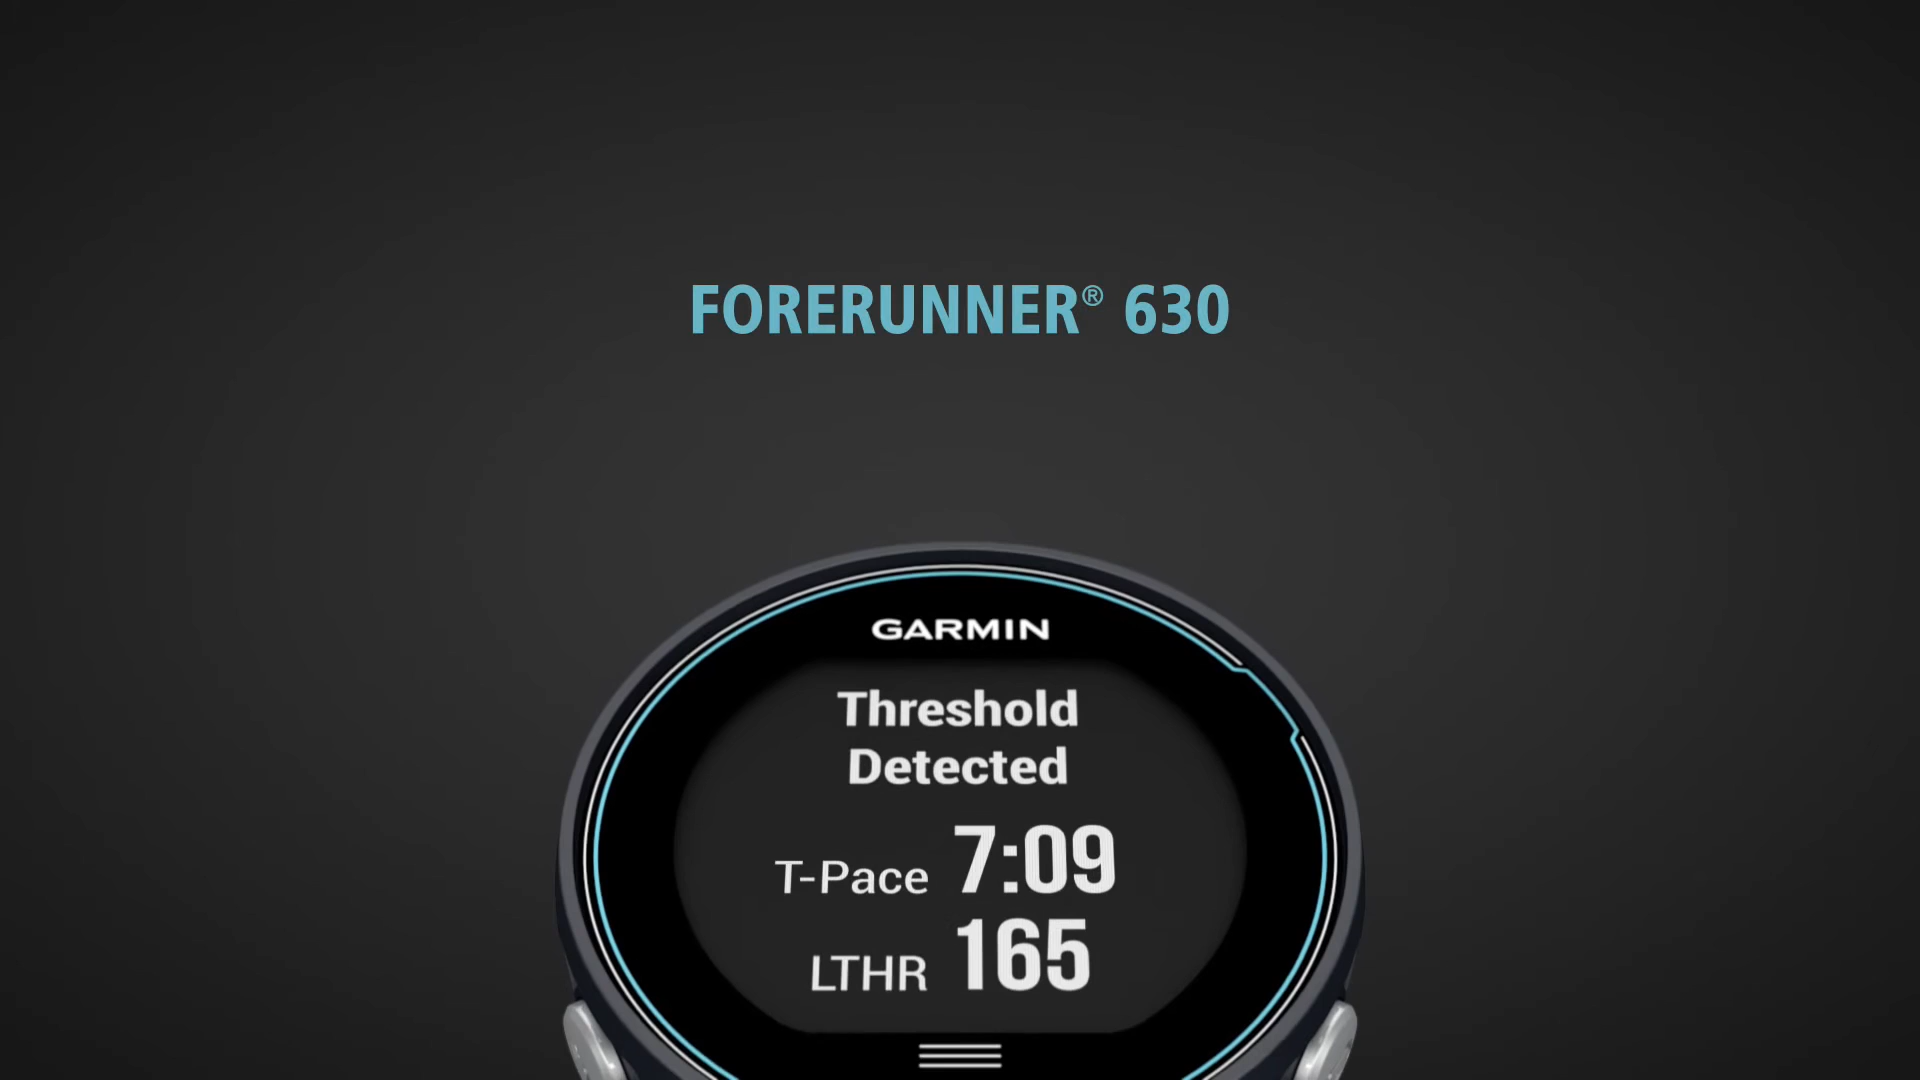 FORERUNNER® 630
GARMIN
Threshold
Detected
T-Pace 7:09
LTHR 165